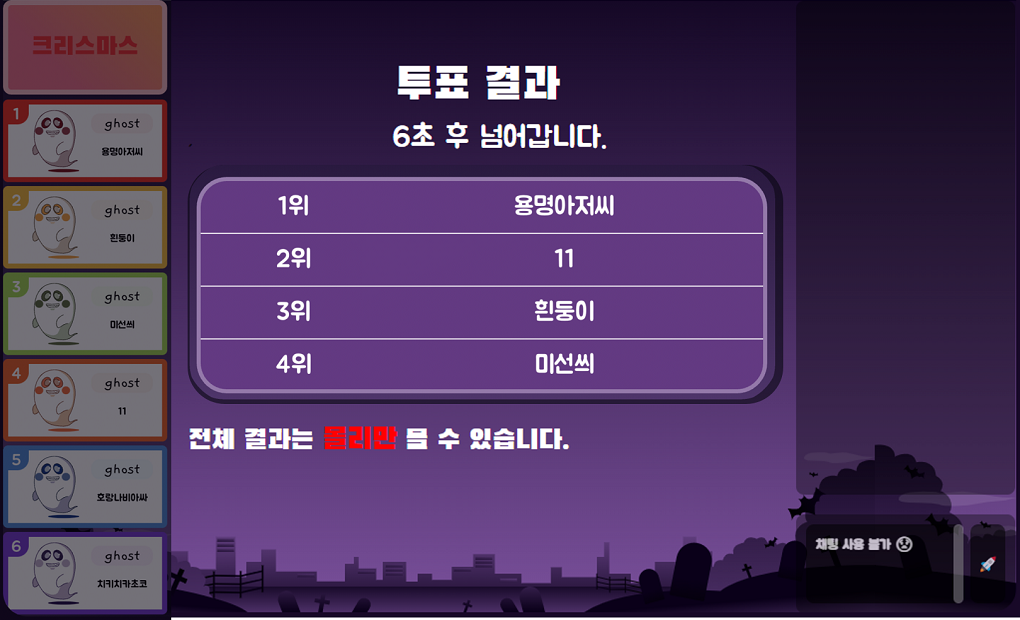 크리스마스
1
ghost
용명아저씨
2
ghost
흰둥이
3
ghost
미선씌
4
ghost
11
5
ghost
호랑나비아싸
6
ghost
치키치카초코
투표 결과
6초 후 넘어갑니다.
1위 용명아저씨
2위 11
3위 흰둥이
4위 미선씌
전체 결과는 몰리만 믈 수 있습니다.
채팅 사용 불가